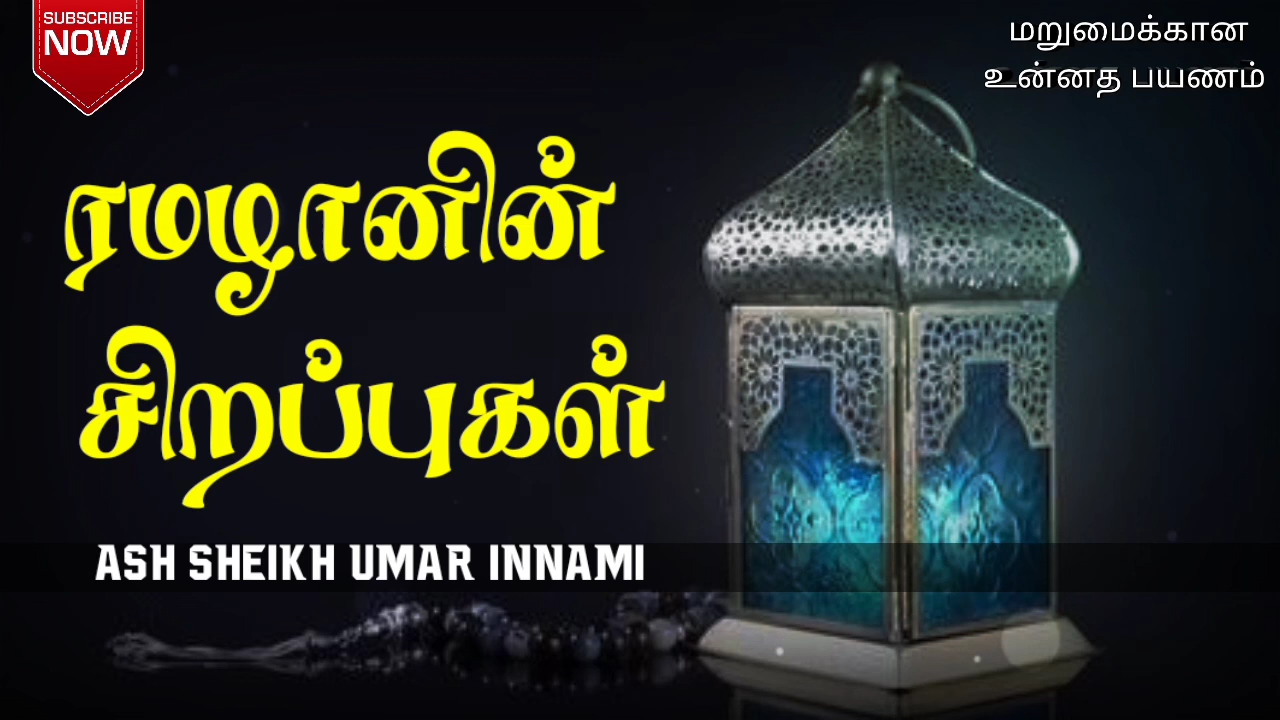 SUBSCRIBE
NOW
மறுமைக்கான
உன்னத பயணம்
ரமழானின்
சிறப்புகள்
ASH SHEIKH UMAR INNAMI